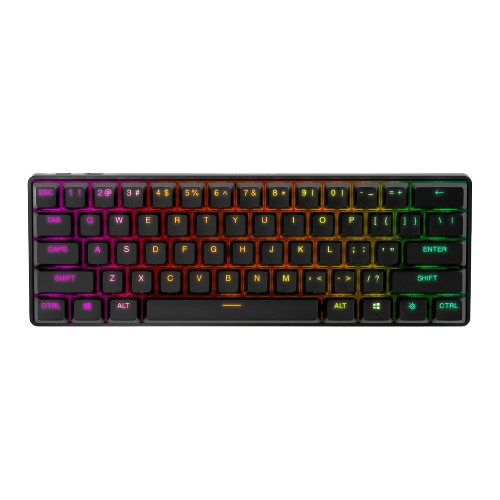 ESC 1 ! 2 @ 3 # 4 $ 5 % 6 ^ 7 & 8 * 9 ( 0 ) - _ = + ←
TAB Q W E R T Y U I O P [ { ] } \ |
CAPS A S D F G H J K L ; : ' " ENTER
SHIFT Z X C V B N M , < . > / ? SHIFT
CTRL ALT ALT CTRL